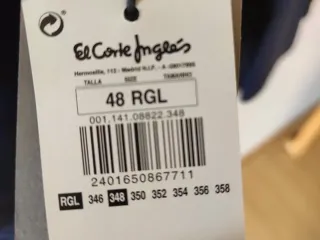 El Corte Inglés
Hermosilla, 112 - Madrid N.I.F. - A -28017895
TALLA SIZE TAMANHO
48 RGL
001.141.08822.348
2401650867711
RGL 346 348 350 352 354 356 358